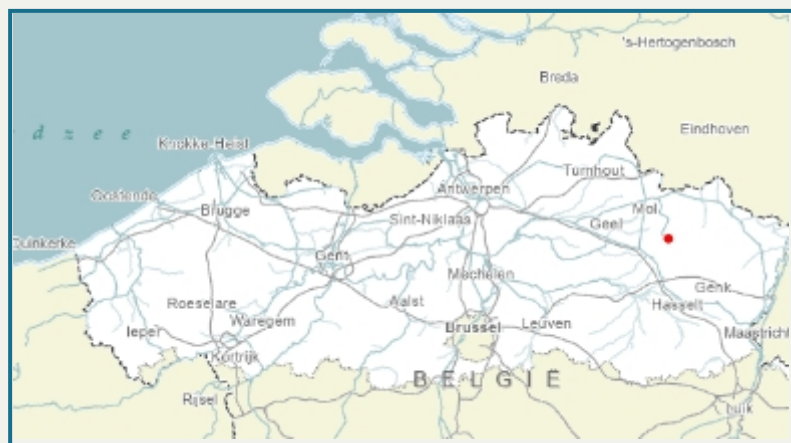 's-Hertogenbosch
Breda
d z e e
Eindhoven
Knokke-Heist
Turnhout
Oostende
Antwerpen
Brugge
Sint-Niklaas
Geel
Mol
Duinkerke
Gent
Mechelen
Roeselare
Aalst
Genk
Hasselt
Ieper
Waregem
Brussel
Leuven
Maastricht
Kortrijk
BELGIË
Rijsel
Luik